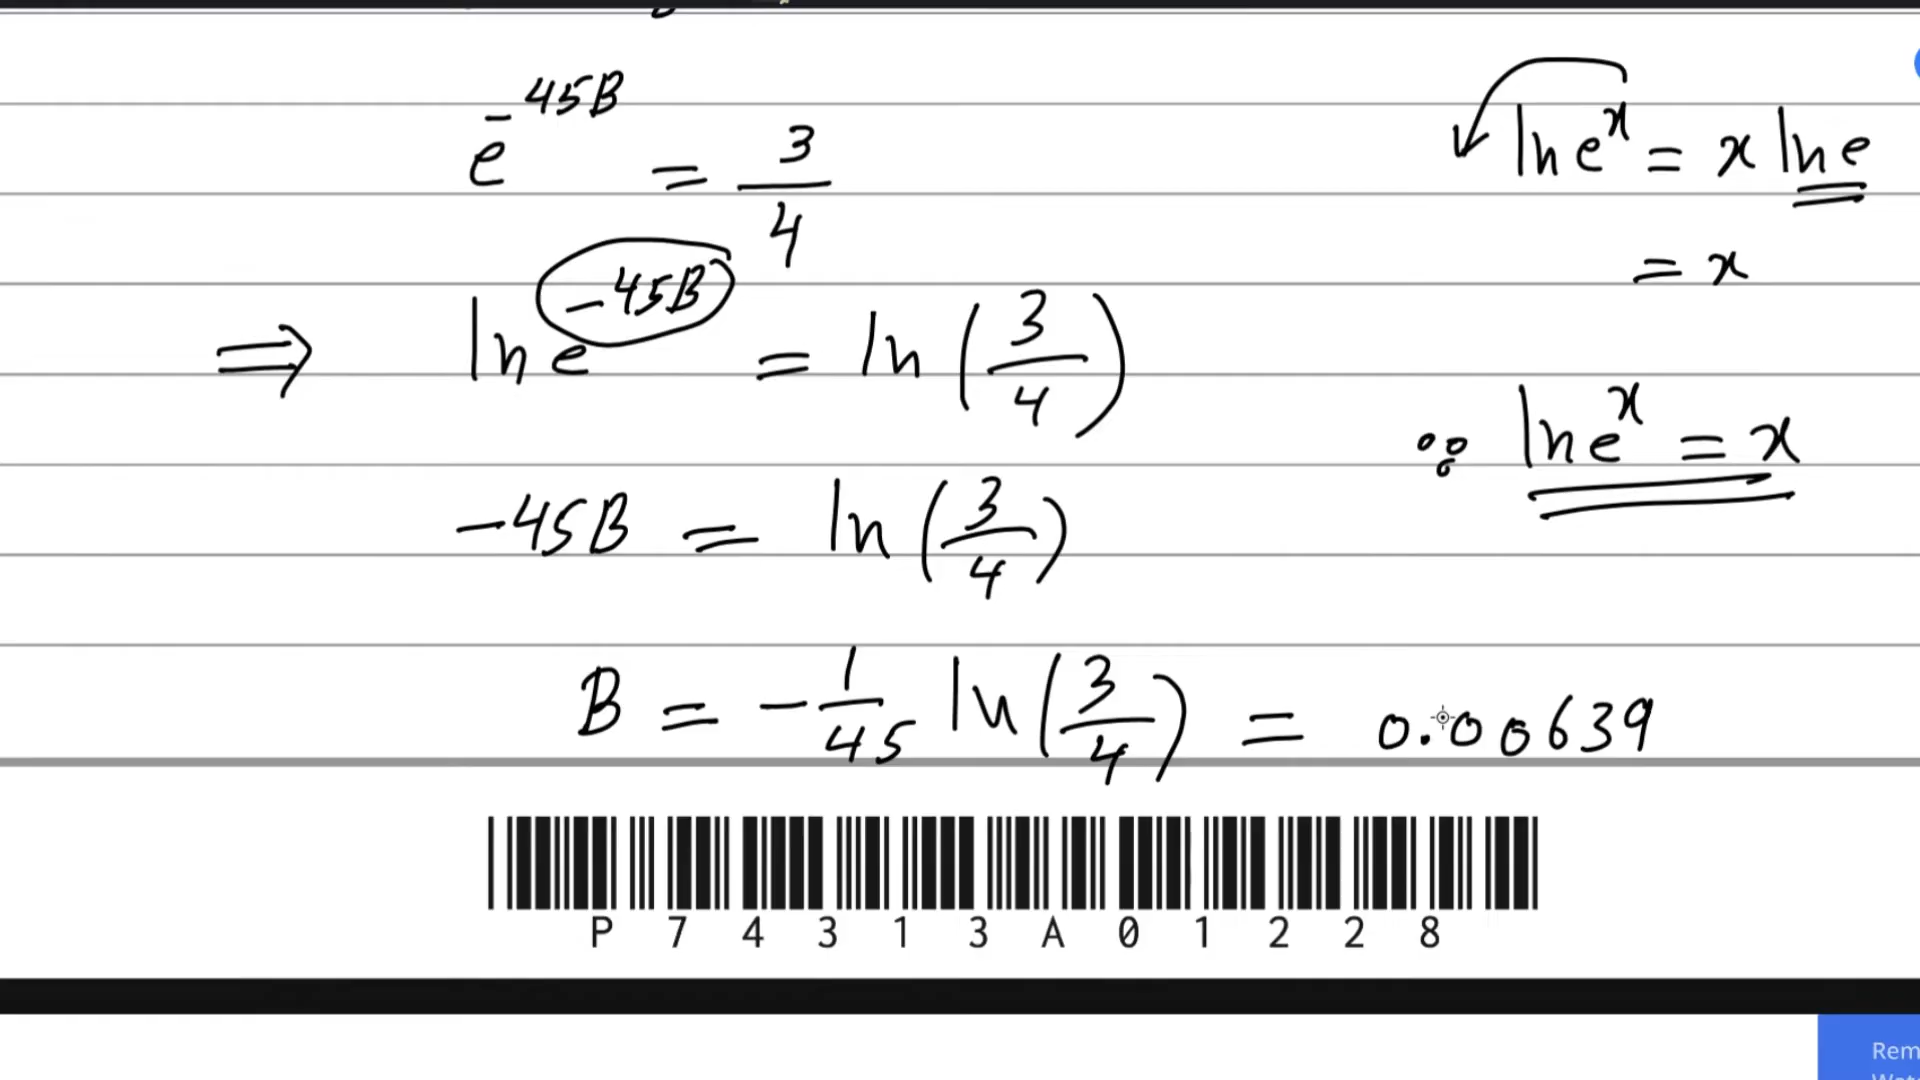 e^{-45B} = 3/4
⇒ ln e^{-45B} = ln(3/4)
-45B = ln(3/4)
B = -1/45 ln(3/4) = 0.00639
ln e^x = x ln e
= x
∵ ln e^x = x
P 7 4 3 1 3 A 0 1 2 2 8
Rem